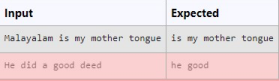 Input Expected
Malayalam is my mother tongue is my mother tongue
He did a good deed he good